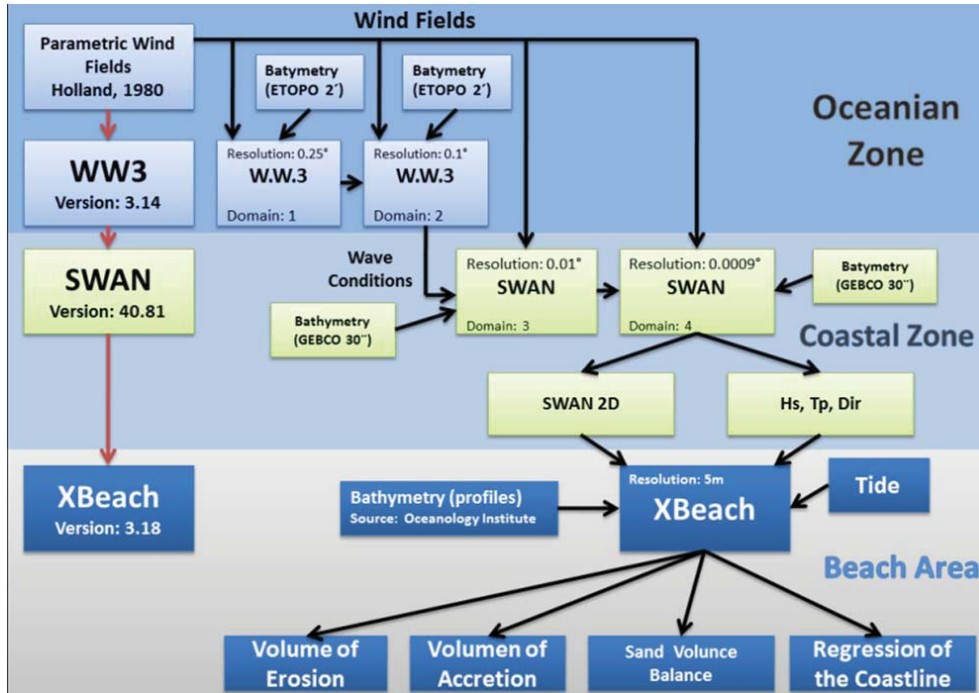 Wind Fields
Parametric Wind
Fields
Holland, 1980
Batymetry
(ETOPO 2´)
Batymetry
(ETOPO 2´)
Oceanian
Zone
WW3
Version: 3.14
Resolution: 0.25°
W.W.3
Domain: 1
Resolution: 0.1°
W.W.3
Domain: 2
SWAN
Version: 40.81
Wave
Conditions
Resolution: 0.01°
SWAN
Domain: 3
Resolution: 0.0009°
SWAN
Domain: 4
Batymetry
(GEBCO 30¨)
Bathymetry
(GEBCO 30¨)
Coastal Zone
SWAN 2D
Hs, Tp, Dir
XBeach
Version: 3.18
Bathymetry (profiles)
Source: Oceanology Institute
Resolution: 5m
XBeach
Tide
Beach Area
Volume of
Erosion
Volumen of
Accretion
Sand Volunce
Balance
Regression of
the Coastline